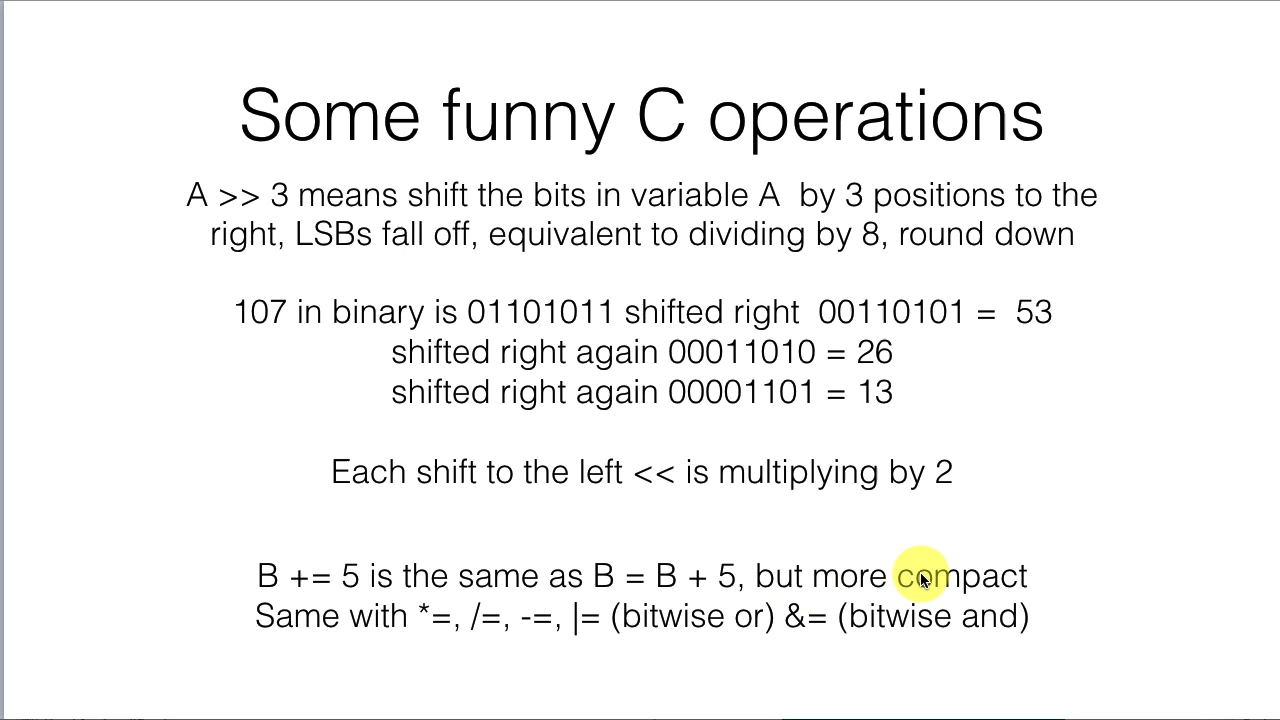 Some funny C operations
A >> 3 means shift the bits in variable A  by 3 positions to the
right, LSBs fall off, equivalent to dividing by 8, round down
107 in binary is 01101011 shifted right  00110101 =  53
shifted right again 00011010 = 26
shifted right again 00001101 = 13
Each shift to the left << is multiplying by 2
B += 5 is the same as B = B + 5, but more compact
Same with *=, /=, -=, |= (bitwise or) &= (bitwise and)